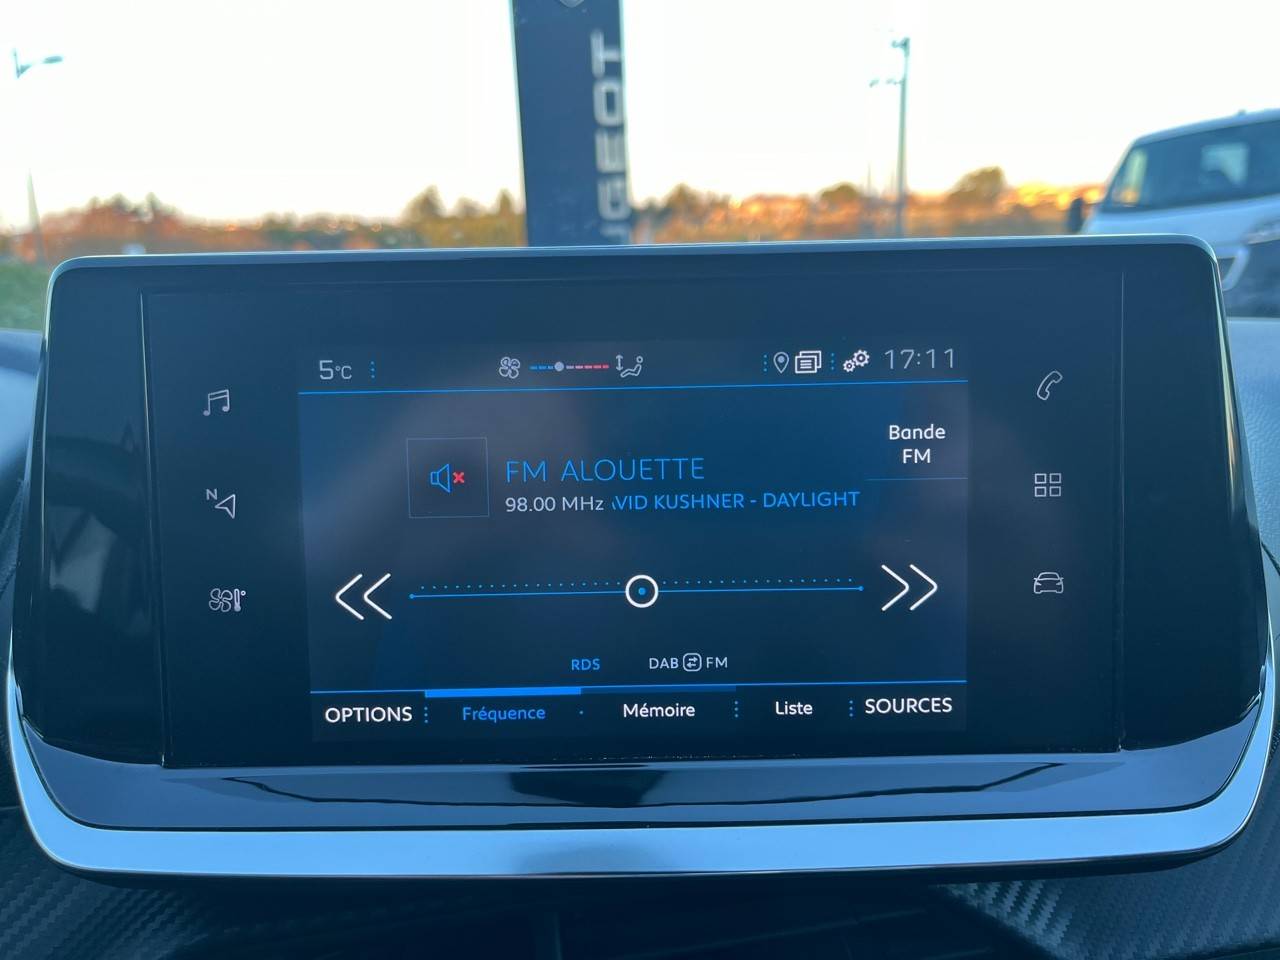 UGEOT
5°C
17:11
Bande
FM
FM ALOUETTE
98.00 MHz VID KUSHNER - DAYLIGHT
N
RDS
DAB FM
OPTIONS
Fréquence
Mémoire
Liste
SOURCES